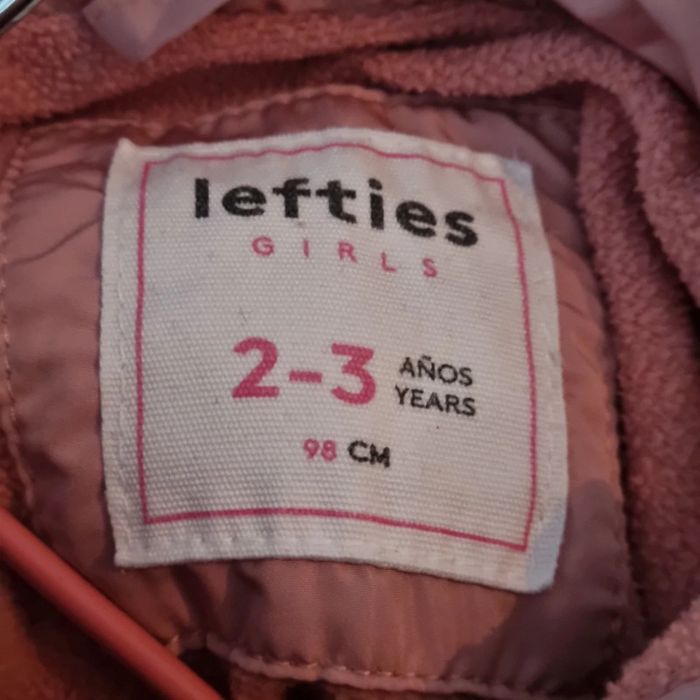 lefties
GIRLS
2-3 AÑOS
YEARS
98 CM